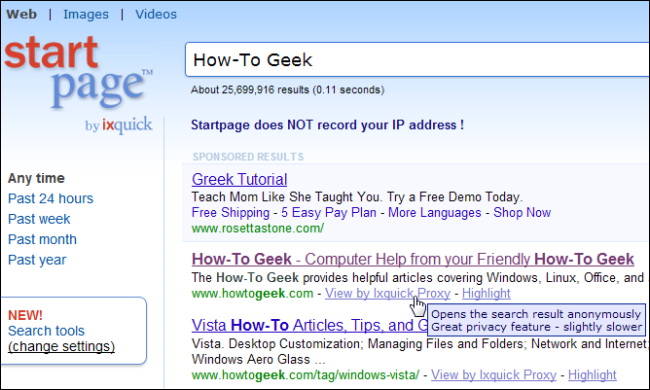 Web | Images | Videos
start
page™
by ixquick
How-To Geek
About 25,699,916 results (0.11 seconds)
Startpage does NOT record your IP address !
Any time
Past 24 hours
Past week
Past month
Past year
NEW!
Search tools
(change settings)
SPONSORED RESULTS
Greek Tutorial
Teach Mom Like She Taught You. Try a Free Demo Today.
Free Shipping - 5 Easy Pay Plan - More Languages - Shop Now
www.rosettastone.com/
How-To Geek - Computer Help from your Friendly How-To Geek
The How-To Geek provides helpful articles covering Windows, Linux, Office, and
www.howtogeek.com - View by Ixquick Proxy - Highlight
Opens the search result anonymously
Great privacy feature - slightly slower
Vista How-To Articles, Tips, and
Vista. Desktop Customization; Managing Files and Folders; Network and Internet;
Windows Aero Glass ...
www.howtogeek.com/tag/windows-vista/ - View by Ixquick Proxy - Highlight